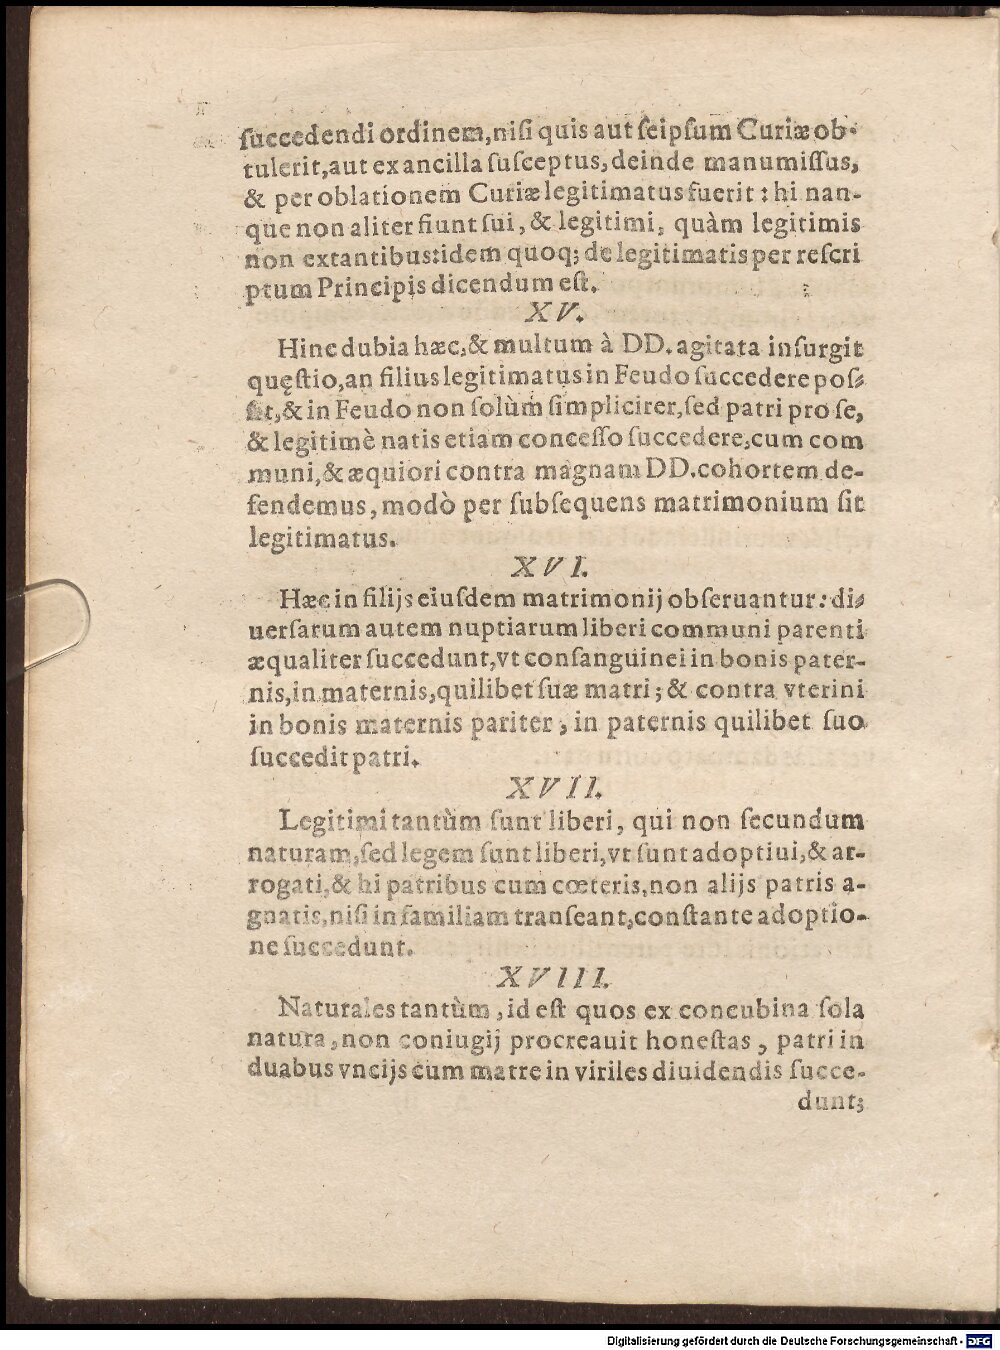 ſuccedendi ordinem,niſi quis aut ſeipſum Curiæ ob-
tulerit,aut ex ancilla ſuſceptus,deinde manumiſſus,
& per oblationem Curiæ legitimatus fuerit : hi nan-
que non aliter fiunt ſui, & legitimi, quàm legitimis
non extantibus:idem quoq; de legitimatis per reſcri
ptum Principis dicendum eſt.
XV.
Hinc dubia hæc,& multum à DD. agitata inſurgit
quęſtio,an filius legitimatus in Feudo ſuccedere poſ-
ſit,& in Feudo non ſolùm ſimplicirer,ſed patri pro ſe,
& legitimè natis etiam conceſſo ſuccedere,cum com
muni,& æquiori contra magnam DD.cohortem de-
fendemus, modò per ſubſequens matrimonium ſit
legitimatus.
XVI.
Hæc in filijs eiuſdem matrimonij obſeruantur: di-
uerſarum autem nuptiarum liberi communi parenti
æqualiter ſuccedunt,vt conſanguinei in bonis pater-
nis,in maternis,quilibet ſuæ matri; & contra vterini
in bonis maternis pariter, in paternis quilibet ſuo
ſuccedit patri.
XVII.
Legitimi tantùm ſunt liberi, qui non ſecundum
naturam,ſed legem ſunt liberi,vt ſunt adoptiui,& ar-
rogati,& hi patribus cum cœteris,non alijs patris a-
gnatis,niſi in familiam tranſeant,conſtante adoptio-
ne ſuccedunt.
XVIII.
Naturales tantùm, id eſt quos ex concubina ſola
natura,non coniugij procreauit honeſtas, patri in
duabus vncijs cum matre in viriles diuidendis ſucce-
dunt;
Digitalisierung gefördert durch die Deutsche Forschungsgemeinschaft - DFG